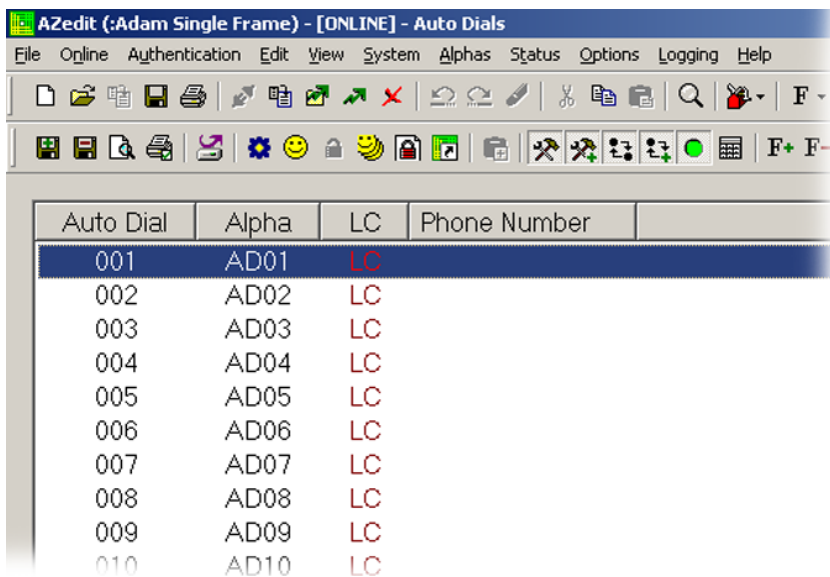 AZedit (:Adam Single Frame) - [ONLINE] - Auto Dials
File Online Authentication Edit View System Alphas Status Options Logging Help
F
F+ F-
Auto Dial Alpha LC Phone Number
001 AD01 LC
002 AD02 LC
003 AD03 LC
004 AD04 LC
005 AD05 LC
006 AD06 LC
007 AD07 LC
008 AD08 LC
009 AD09 LC
010 AD10 LC